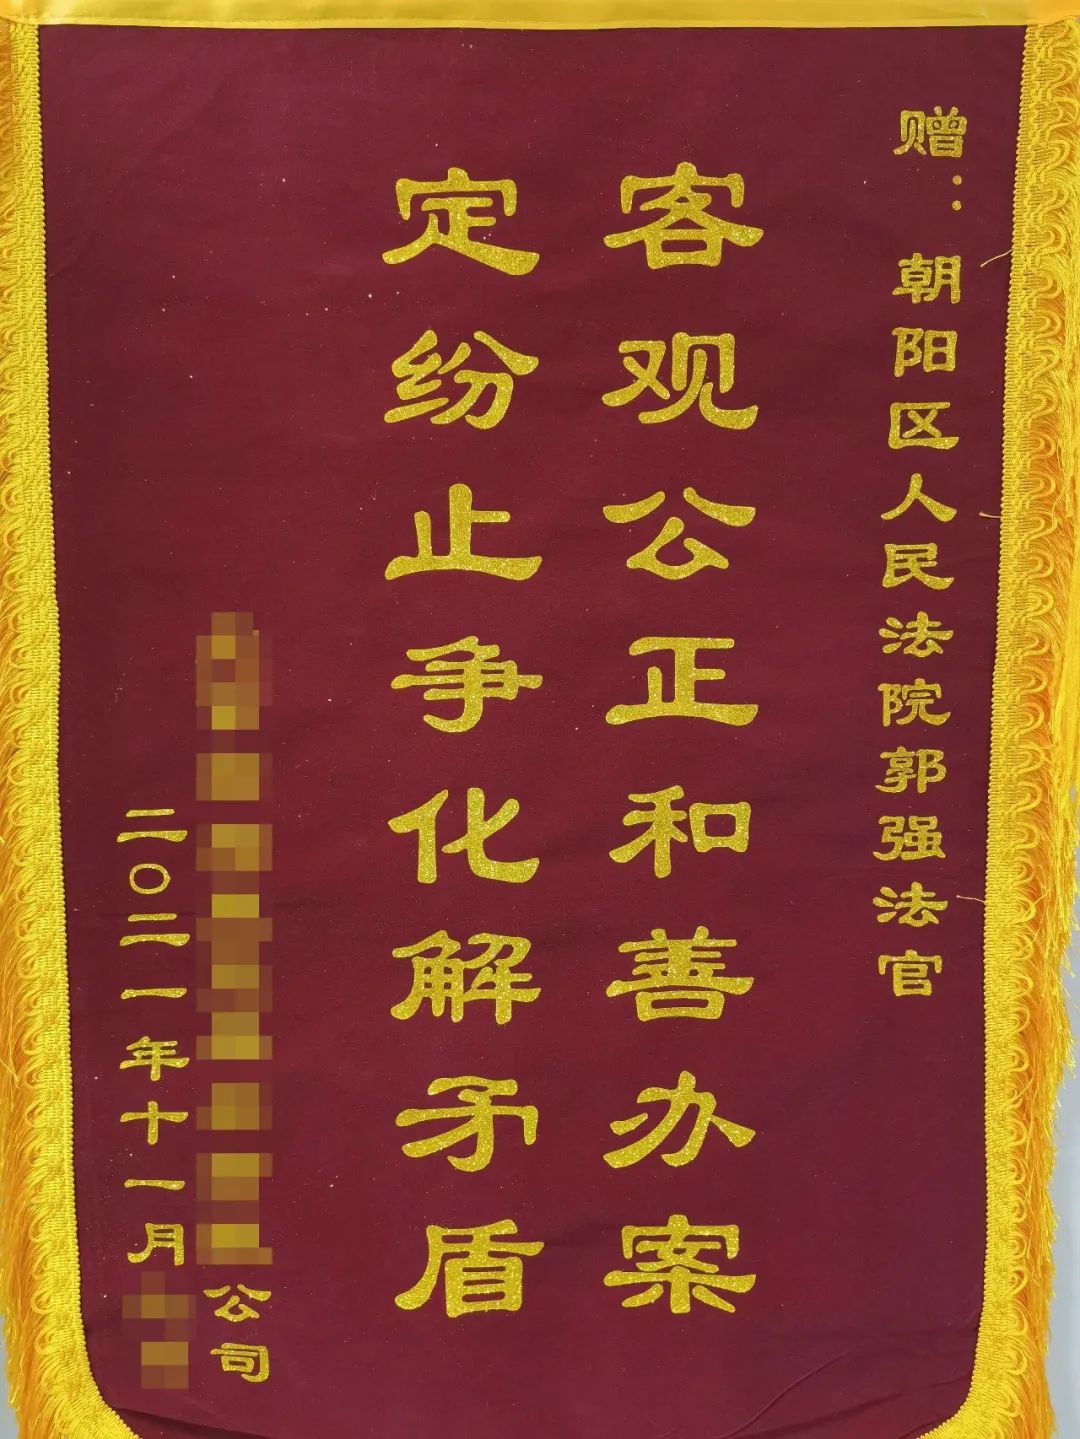 赠：朝阳区人民法院郭强法官
客观公正和善办案
定纷止争化解矛盾
公司
二〇二一年十一月